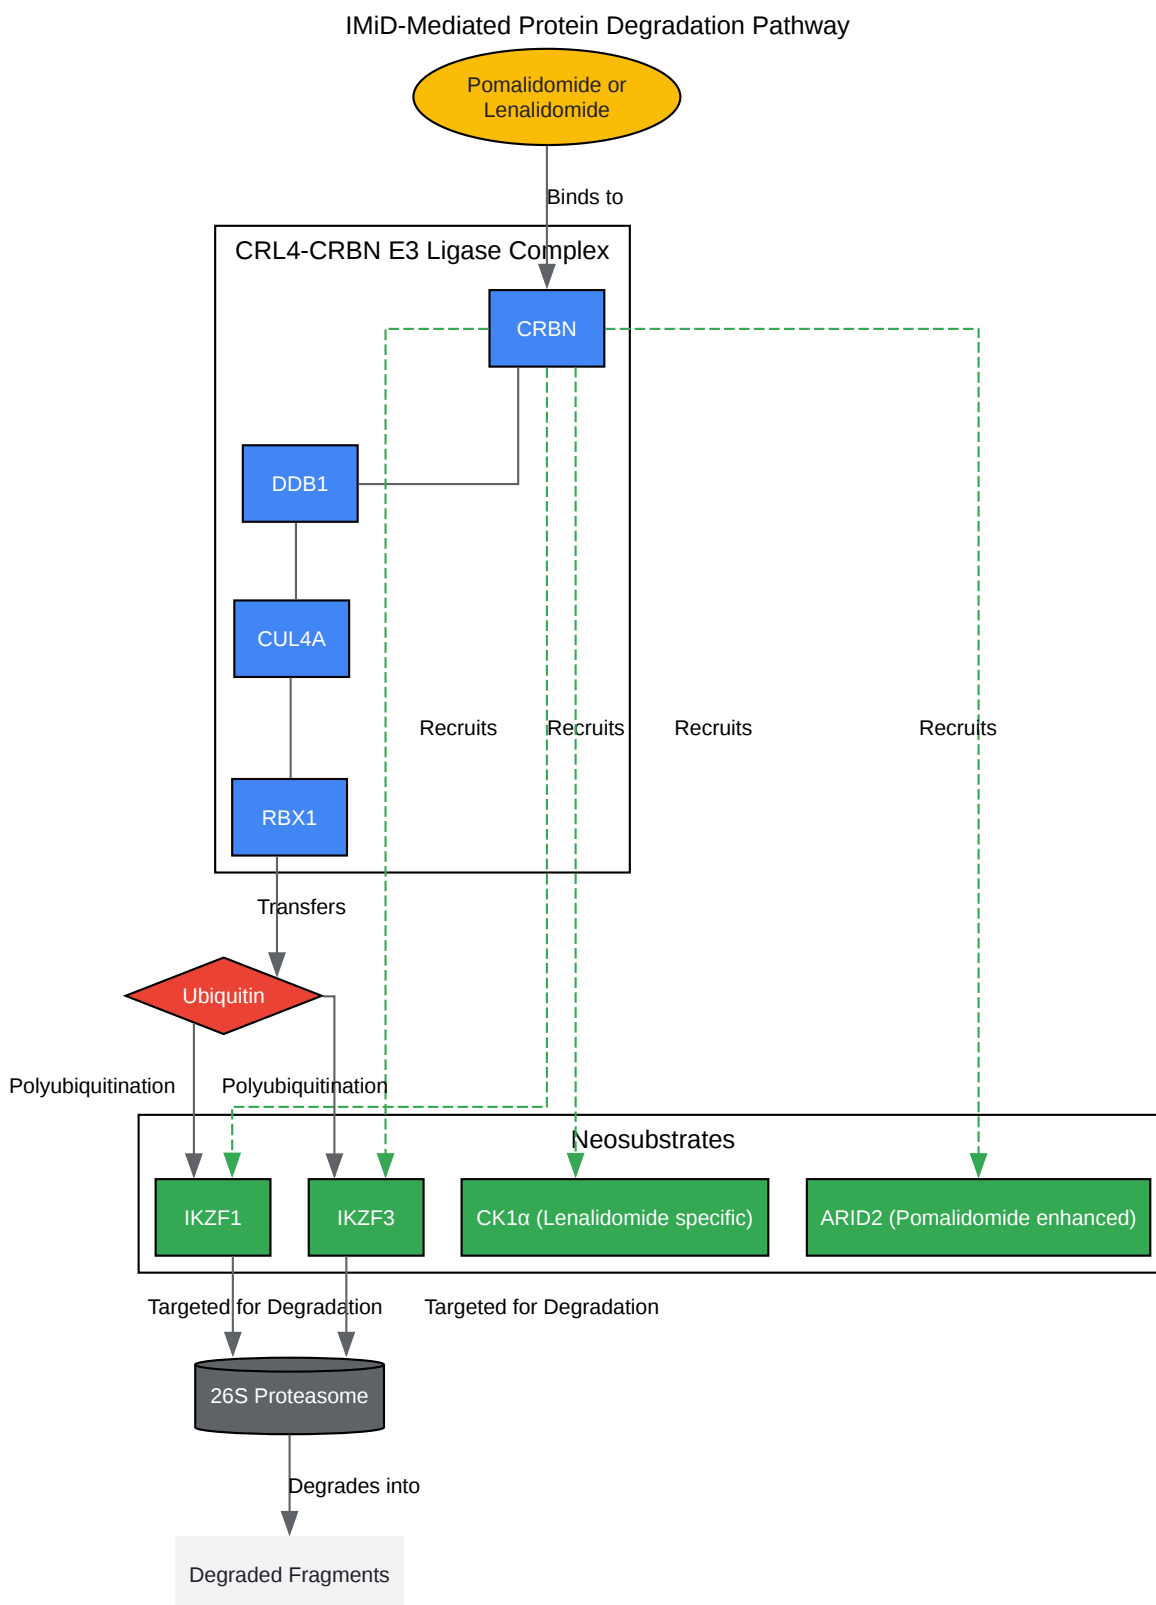 IMiD-Mediated Protein Degradation Pathway
Pomalidomide or
Lenalidomide
Binds to
CRL4-CRBN E3 Ligase Complex
CRBN
DDB1
CUL4A
Recruits
Recruits
Recruits
Recruits
RBX1
Transfers
Ubiquitin
Polyubiquitination
Polyubiquitination
Neosubstrates
IKZF1
IKZF3
CK1α (Lenalidomide specific)
ARID2 (Pomalidomide enhanced)
Targeted for Degradation
Targeted for Degradation
26S Proteasome
Degrades into
Degraded Fragments